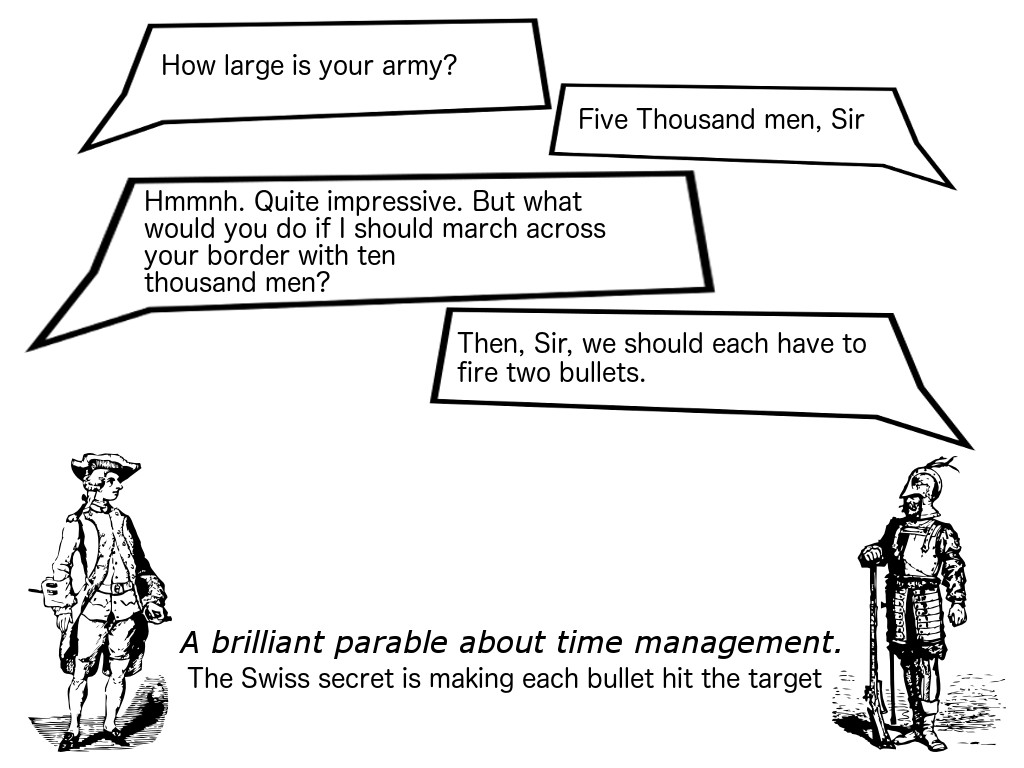 How large is your army?
Five Thousand men, Sir
Hmmnh. Quite impressive. But what
would you do if I should march across
your border with ten
thousand men?
Then, Sir, we should each have to
fire two bullets.
A brilliant parable about time management.
The Swiss secret is making each bullet hit the target